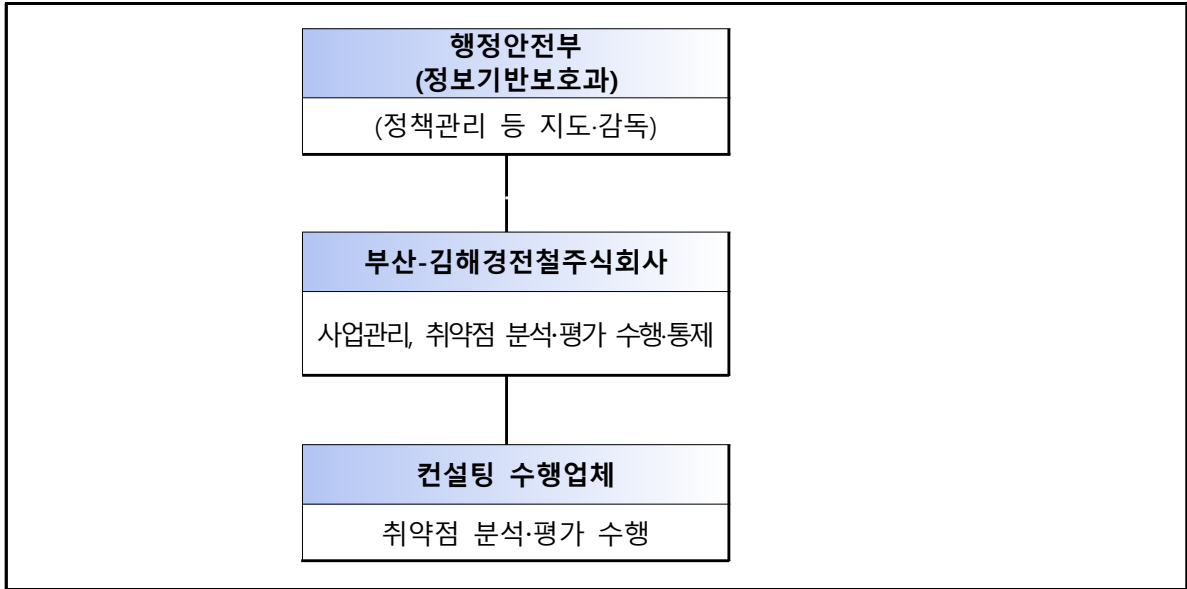 행정안전부
(정보기반보호과)
(정책관리 등 지도·감독)
부산-김해경전철주식회사
사업관리, 취약점 분석·평가 수행·통제
컨설팅 수행업체
취약점 분석·평가 수행